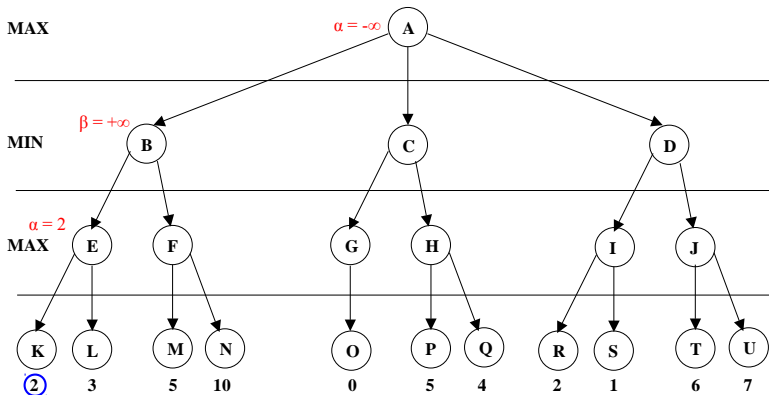 MAX α = -∞ A
β = +∞
MIN B C D
α = 2
MAX E F G H I J
K L M N O P Q R S T U
2 3 5 10 0 5 4 2 1 6 7